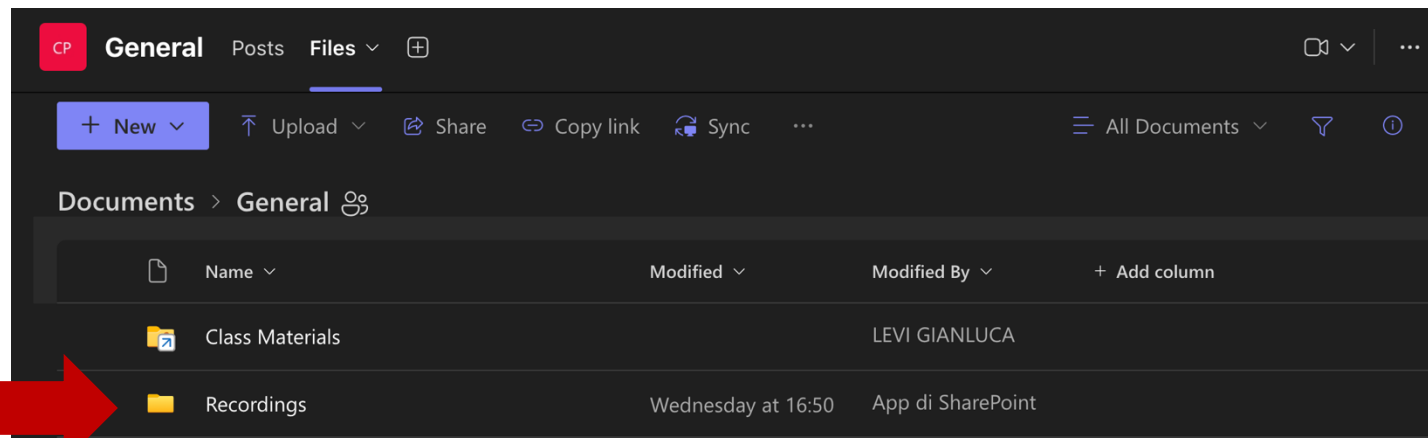 CP General Posts Files
+ New Upload Share Copy link Sync ... All Documents
Documents > General
Name Modified Modified By + Add column
Class Materials LEVI GIANLUCA
Recordings Wednesday at 16:50 App di SharePoint